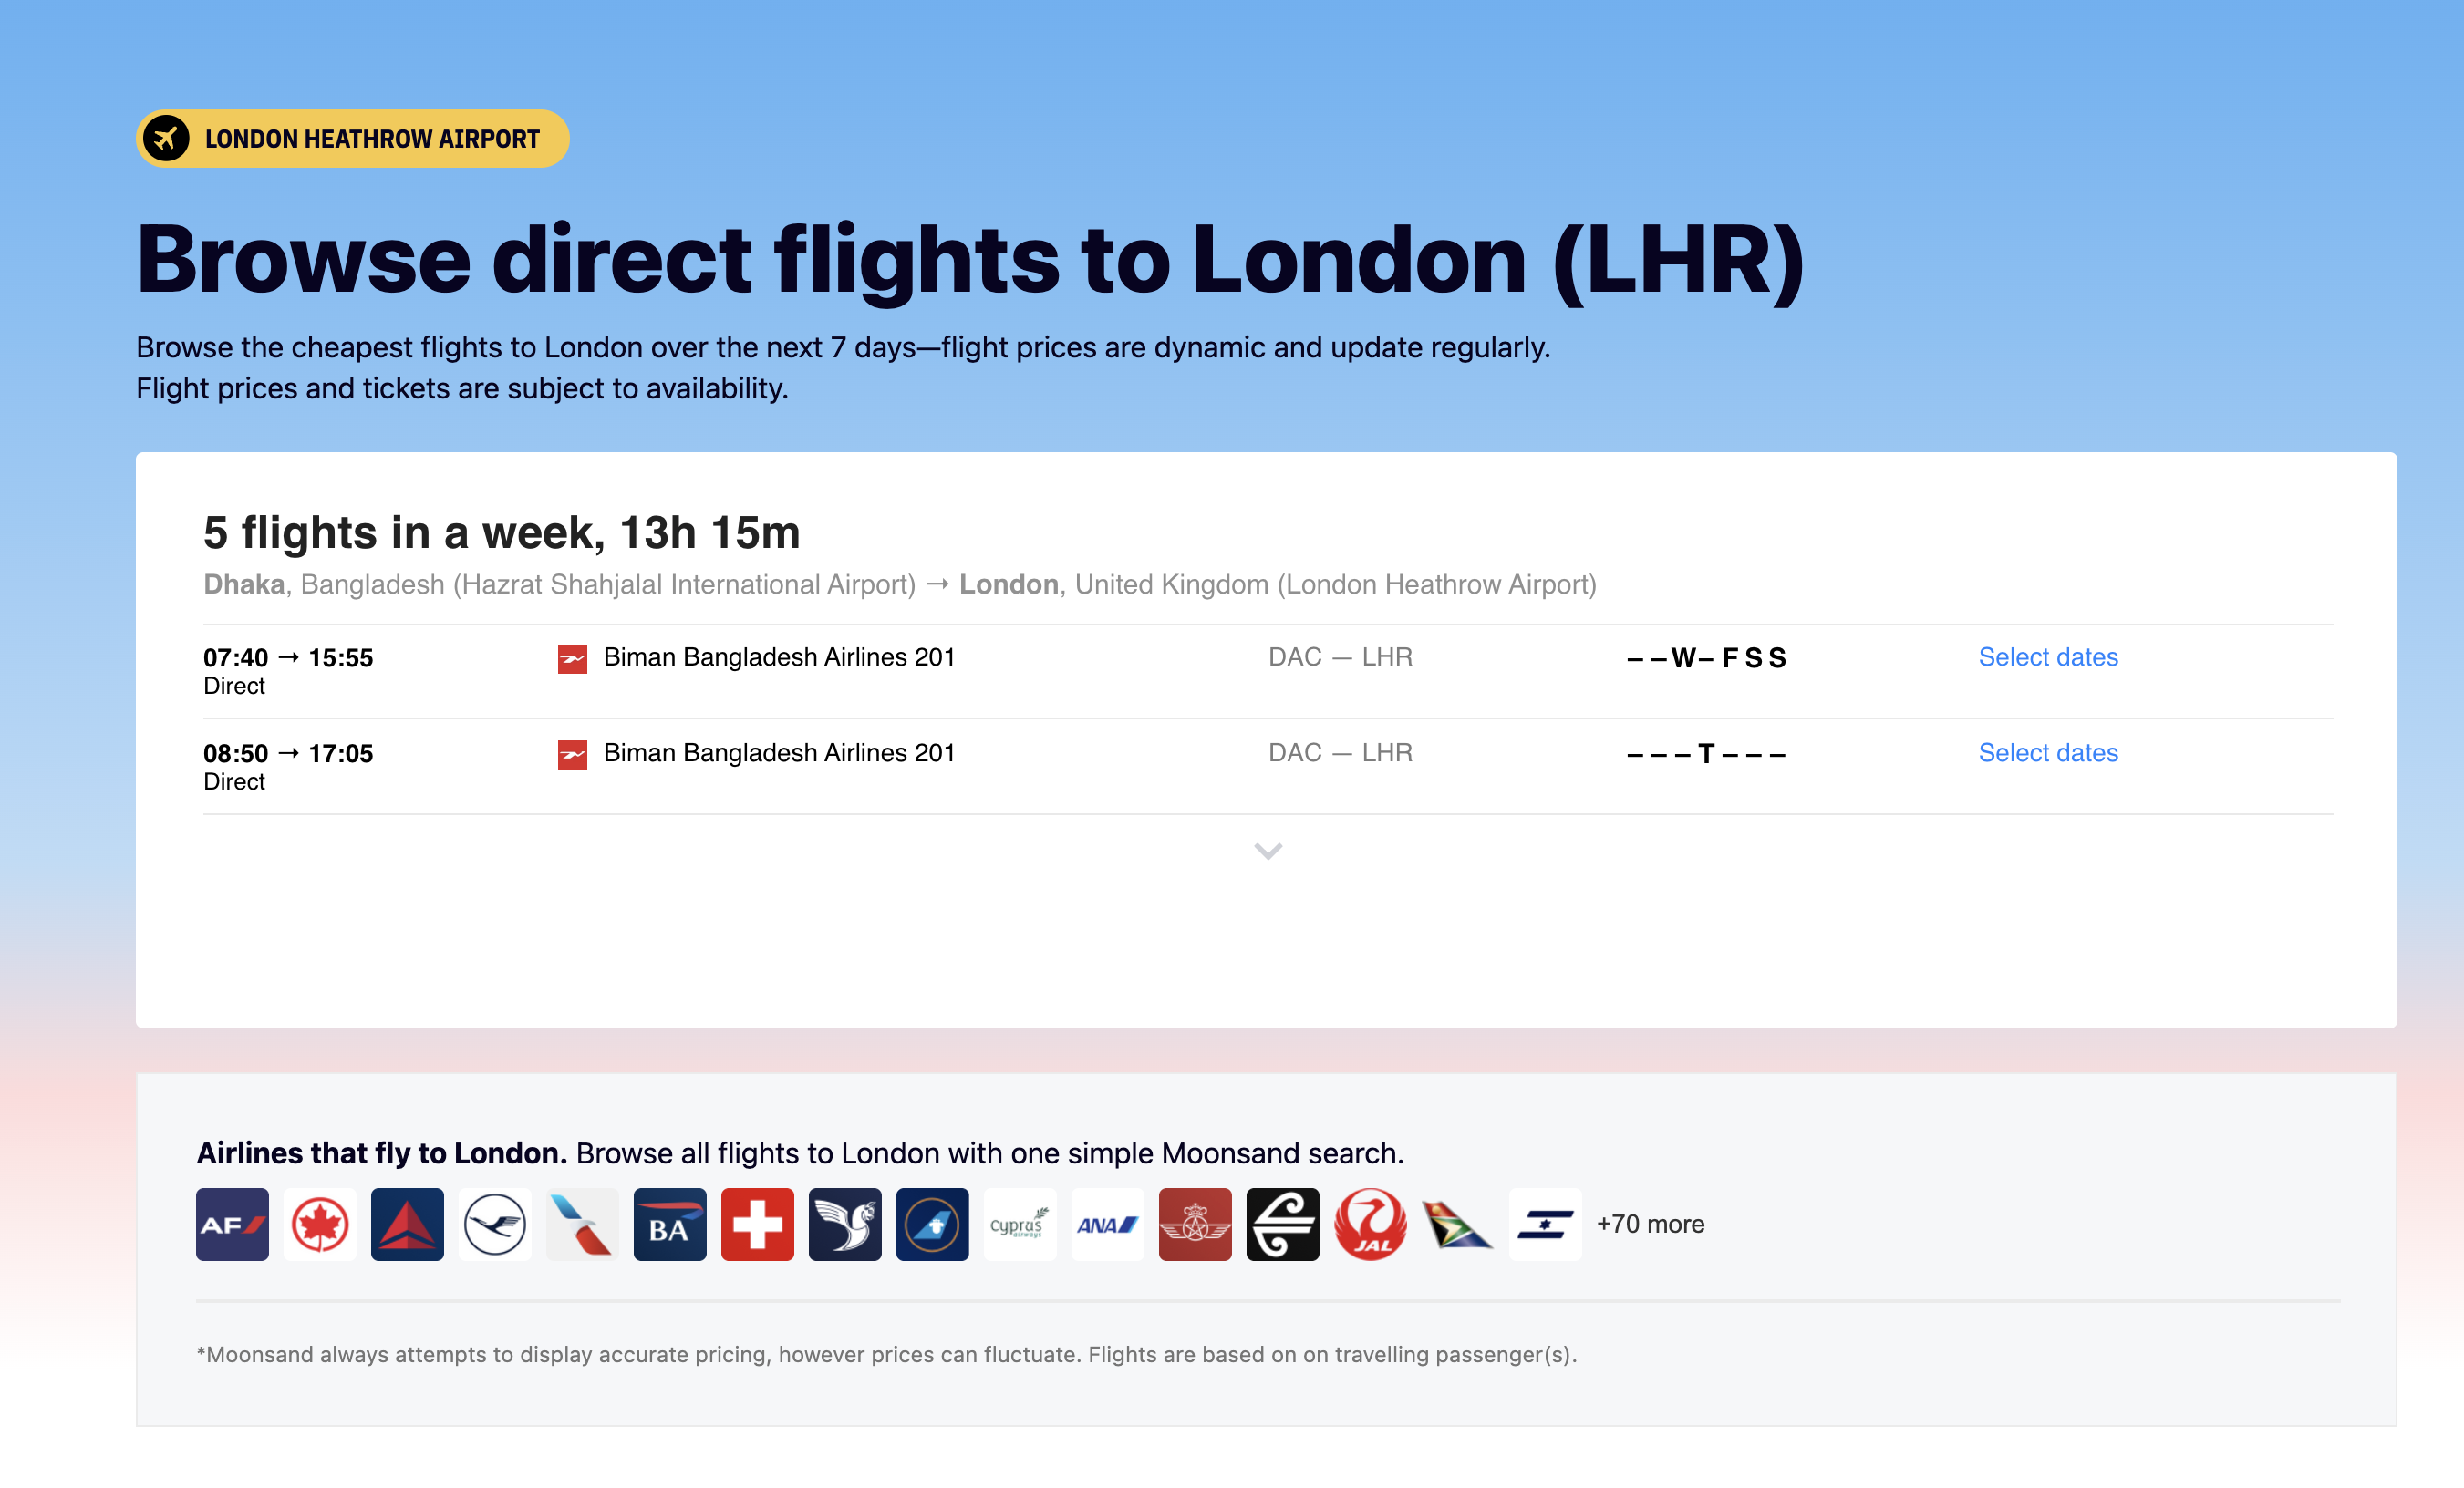 LONDON HEATHROW AIRPORT
Browse direct flights to London (LHR)
Browse the cheapest flights to London over the next 7 days—flight prices are dynamic and update regularly.
Flight prices and tickets are subject to availability.
5 flights in a week, 13h 15m
Dhaka, Bangladesh (Hazrat Shahjalal International Airport) → London, United Kingdom (London Heathrow Airport)
07:40 → 15:55 Biman Bangladesh Airlines 201 DAC — LHR – – W – F S S Select dates
Direct
08:50 → 17:05 Biman Bangladesh Airlines 201 DAC — LHR – – – T – – – Select dates
Direct
Airlines that fly to London. Browse all flights to London with one simple Moonsand search.
AF BA cyprus airways ANA JAL +70 more
*Moonsand always attempts to display accurate pricing, however prices can fluctuate. Flights are based on on travelling passenger(s).